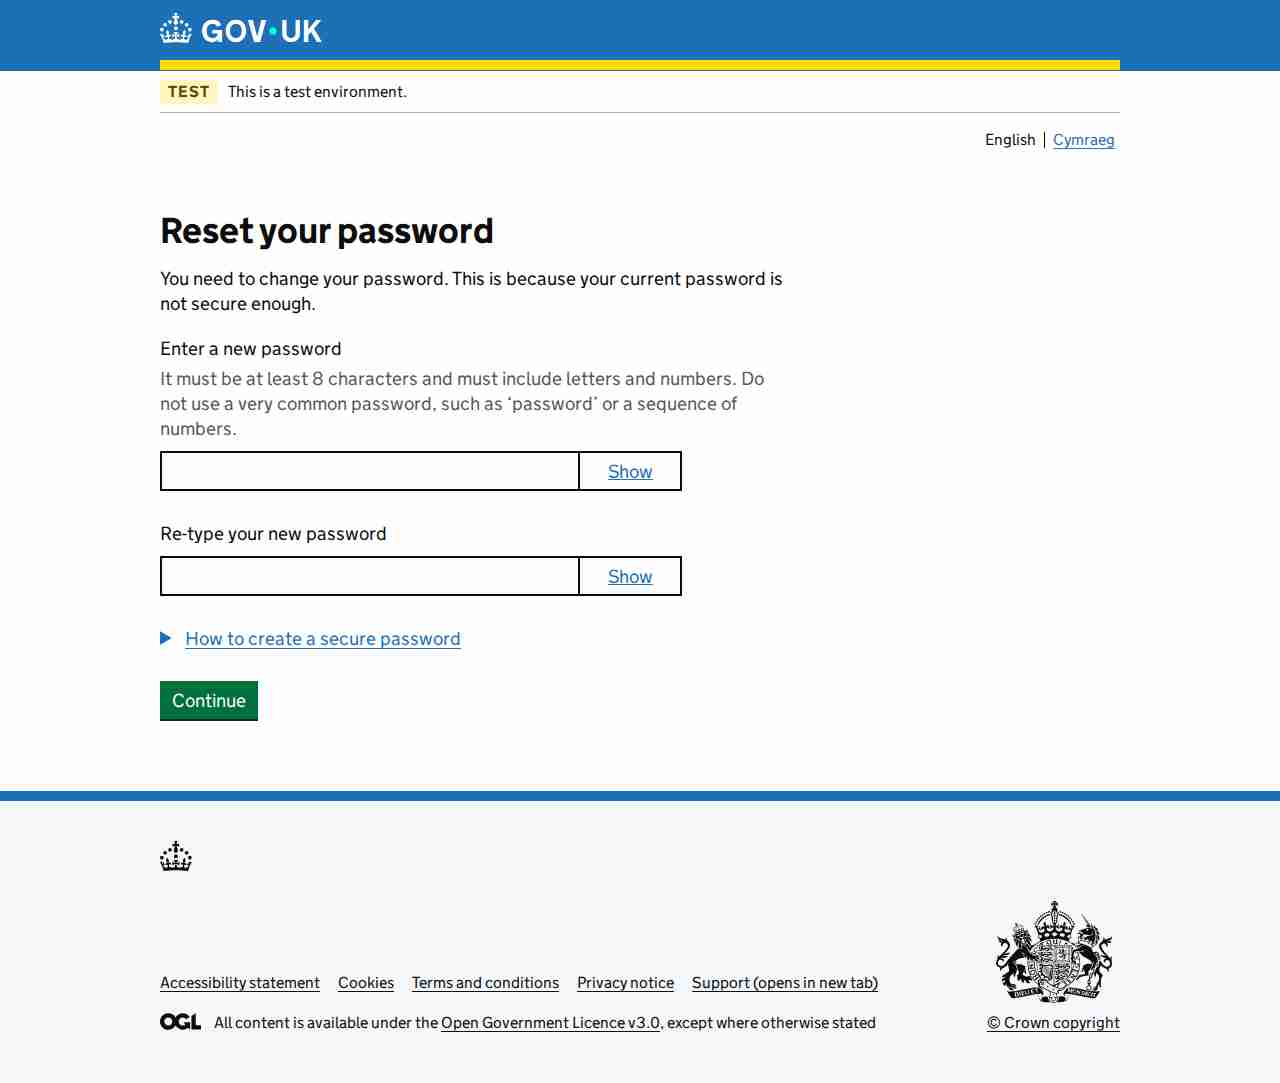 GOV·UK
TEST This is a test environment.
English Cymraeg
Reset your password
You need to change your password. This is because your current password is
not secure enough.
Enter a new password
It must be at least 8 characters and must include letters and numbers. Do
not use a very common password, such as ‘password’ or a sequence of
numbers.
Show
Re-type your new password
Show
How to create a secure password
Continue
Accessibility statement Cookies Terms and conditions Privacy notice Support (opens in new tab)
OGL All content is available under the Open Government Licence v3.0, except where otherwise stated
© Crown copyright